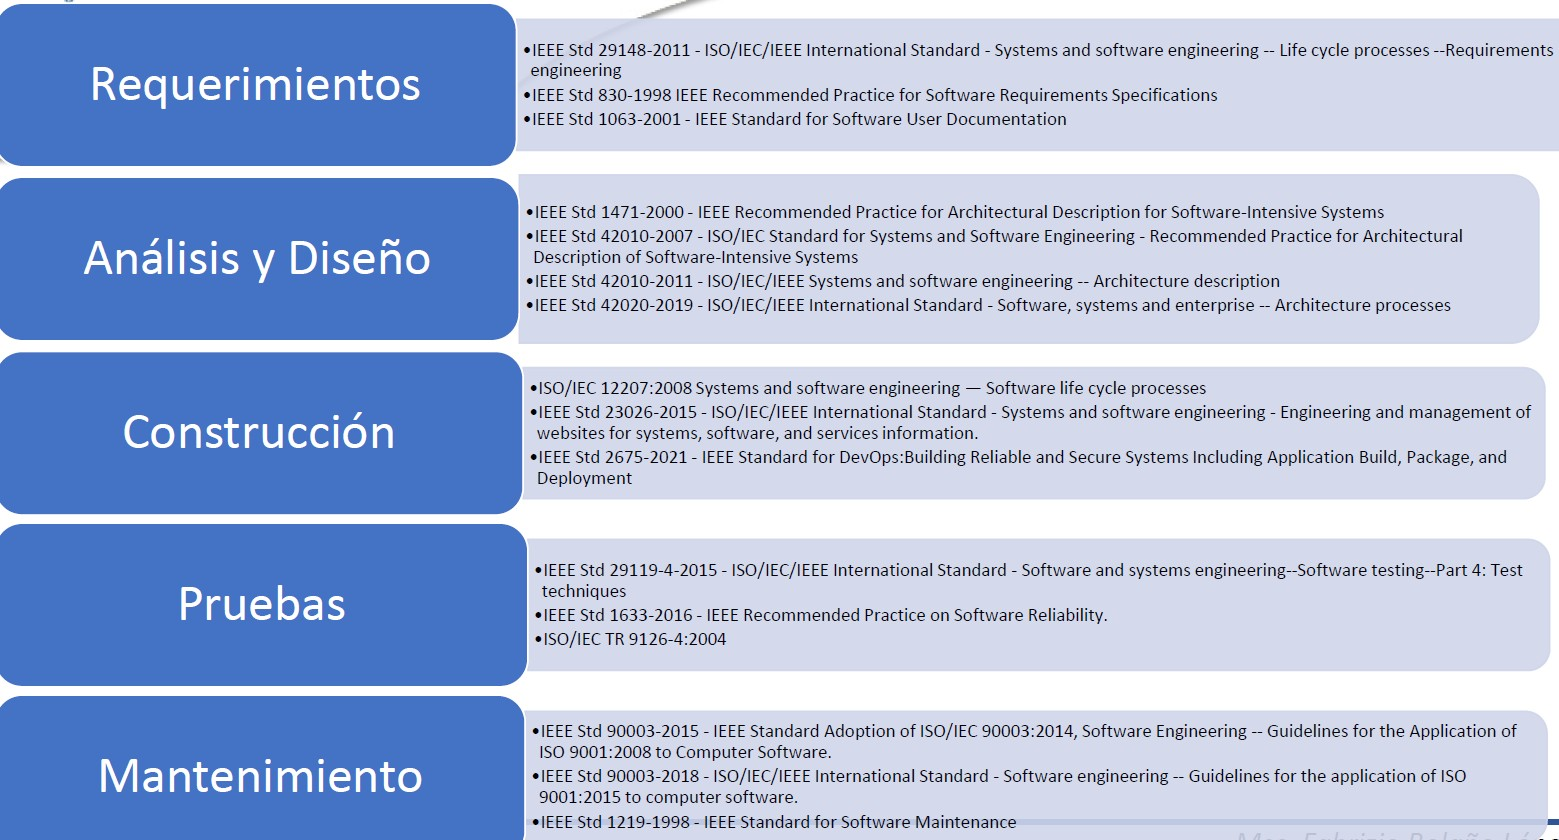 Requerimientos
•IEEE Std 29148-2011 - ISO/IEC/IEEE International Standard - Systems and software engineering -- Life cycle processes --Requirements
engineering
•IEEE Std 830-1998 IEEE Recommended Practice for Software Requirements Specifications
•IEEE Std 1063-2001 - IEEE Standard for Software User Documentation
Análisis y Diseño
•IEEE Std 1471-2000 - IEEE Recommended Practice for Architectural Description for Software-Intensive Systems
•IEEE Std 42010-2007 - ISO/IEC Standard for Systems and Software Engineering - Recommended Practice for Architectural
Description of Software-Intensive Systems
•IEEE Std 42010-2011 - ISO/IEC/IEEE Systems and software engineering -- Architecture description
•IEEE Std 42020-2019 - ISO/IEC/IEEE International Standard - Software, systems and enterprise -- Architecture processes
Construcción
•ISO/IEC 12207:2008 Systems and software engineering — Software life cycle processes
•IEEE Std 23026-2015 - ISO/IEC/IEEE International Standard - Systems and software engineering - Engineering and management of
websites for systems, software, and services information.
•IEEE Std 2675-2021 - IEEE Standard for DevOps:Building Reliable and Secure Systems Including Application Build, Package, and
Deployment
Pruebas
•IEEE Std 29119-4-2015 - ISO/IEC/IEEE International Standard - Software and systems engineering--Software testing--Part 4: Test
techniques
•IEEE Std 1633-2016 - IEEE Recommended Practice on Software Reliability.
•ISO/IEC TR 9126-4:2004
Mantenimiento
•IEEE Std 90003-2015 - IEEE Standard Adoption of ISO/IEC 90003:2014, Software Engineering -- Guidelines for the Application of
ISO 9001:2008 to Computer Software.
•IEEE Std 90003-2018 - ISO/IEC/IEEE International Standard - Software engineering -- Guidelines for the application of ISO
9001:2015 to computer software.
•IEEE Std 1219-1998 - IEEE Standard for Software Maintenance